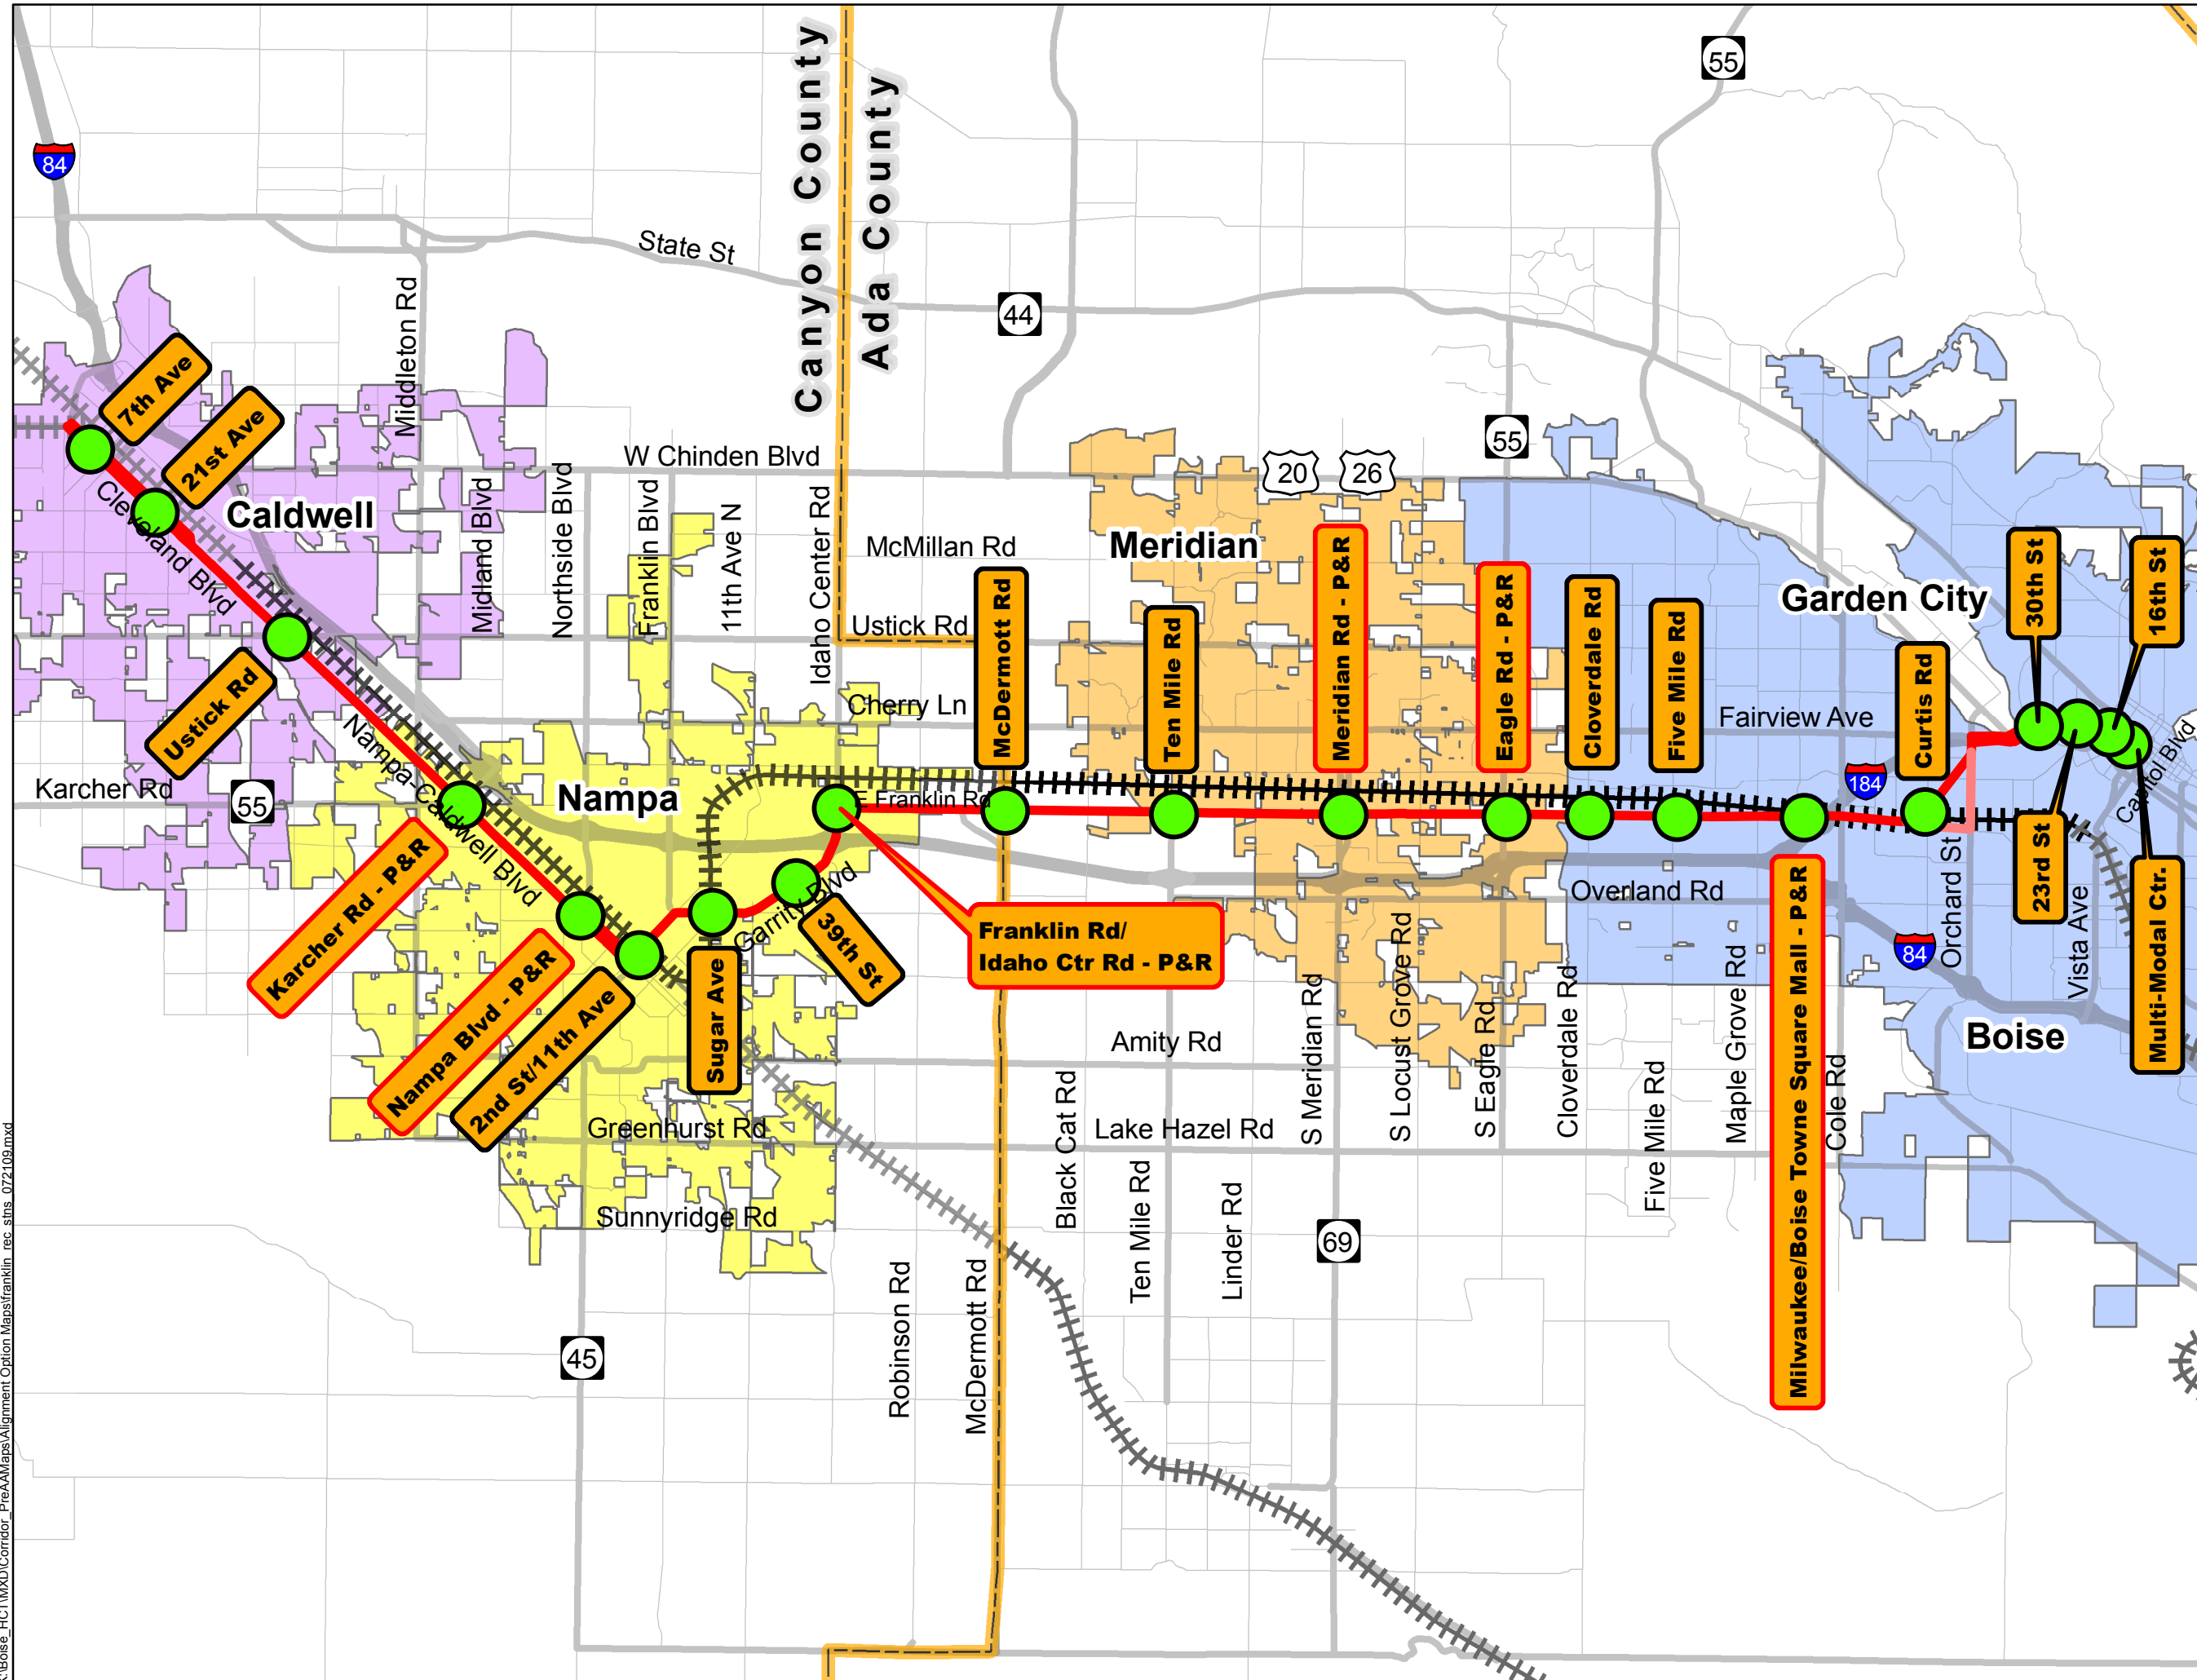 Canyon County
Ada County
55
84
State St
44
Middleton Rd
7th Ave
21st Ave
55
W Chinden Blvd
20
26
Cleveland Blvd
Caldwell
Midland Blvd
Northside Blvd
Franklin Blvd
11th Ave N
Idaho Center Rd
McMillan Rd
Meridian
Meridian Rd - P&R
Eagle Rd - P&R
Cloverdale Rd
Five Mile Rd
Garden City
30th St
16th St
Ustick Rd
McDermott Rd
Ten Mile Rd
Curtis Rd
Ustick Rd
Cherry Ln
Fairview Ave
Nampa-Caldwell Blvd
Karcher Rd
55
Nampa
E Franklin Rd
184
Capitol Blvd
Karcher Rd - P&R
Garrity Blvd
39th St
Overland Rd
Orchard St
23rd St
Vista Ave
Multi-Modal Ctr.
Franklin Rd/
Idaho Ctr Rd - P&R
84
Nampa Blvd - P&R
2nd St/11th Ave
Sugar Ave
Milwaukee/Boise Towne Square Mall - P&R
Boise
Amity Rd
S Meridian Rd
S Locust Grove Rd
S Eagle Rd
Cloverdale Rd
Five Mile Rd
Maple Grove Rd
Cole Rd
Greenhurst Rd
Lake Hazel Rd
Black Cat Rd
Ten Mile Rd
Linder Rd
Sunnyridge Rd
69
Robinson Rd
McDermott Rd
45
K:\Boise_HCT\MXD\Corridor_PreAAMaps\Alignment Option Maps\franklin_rec_stns_072109.mxd